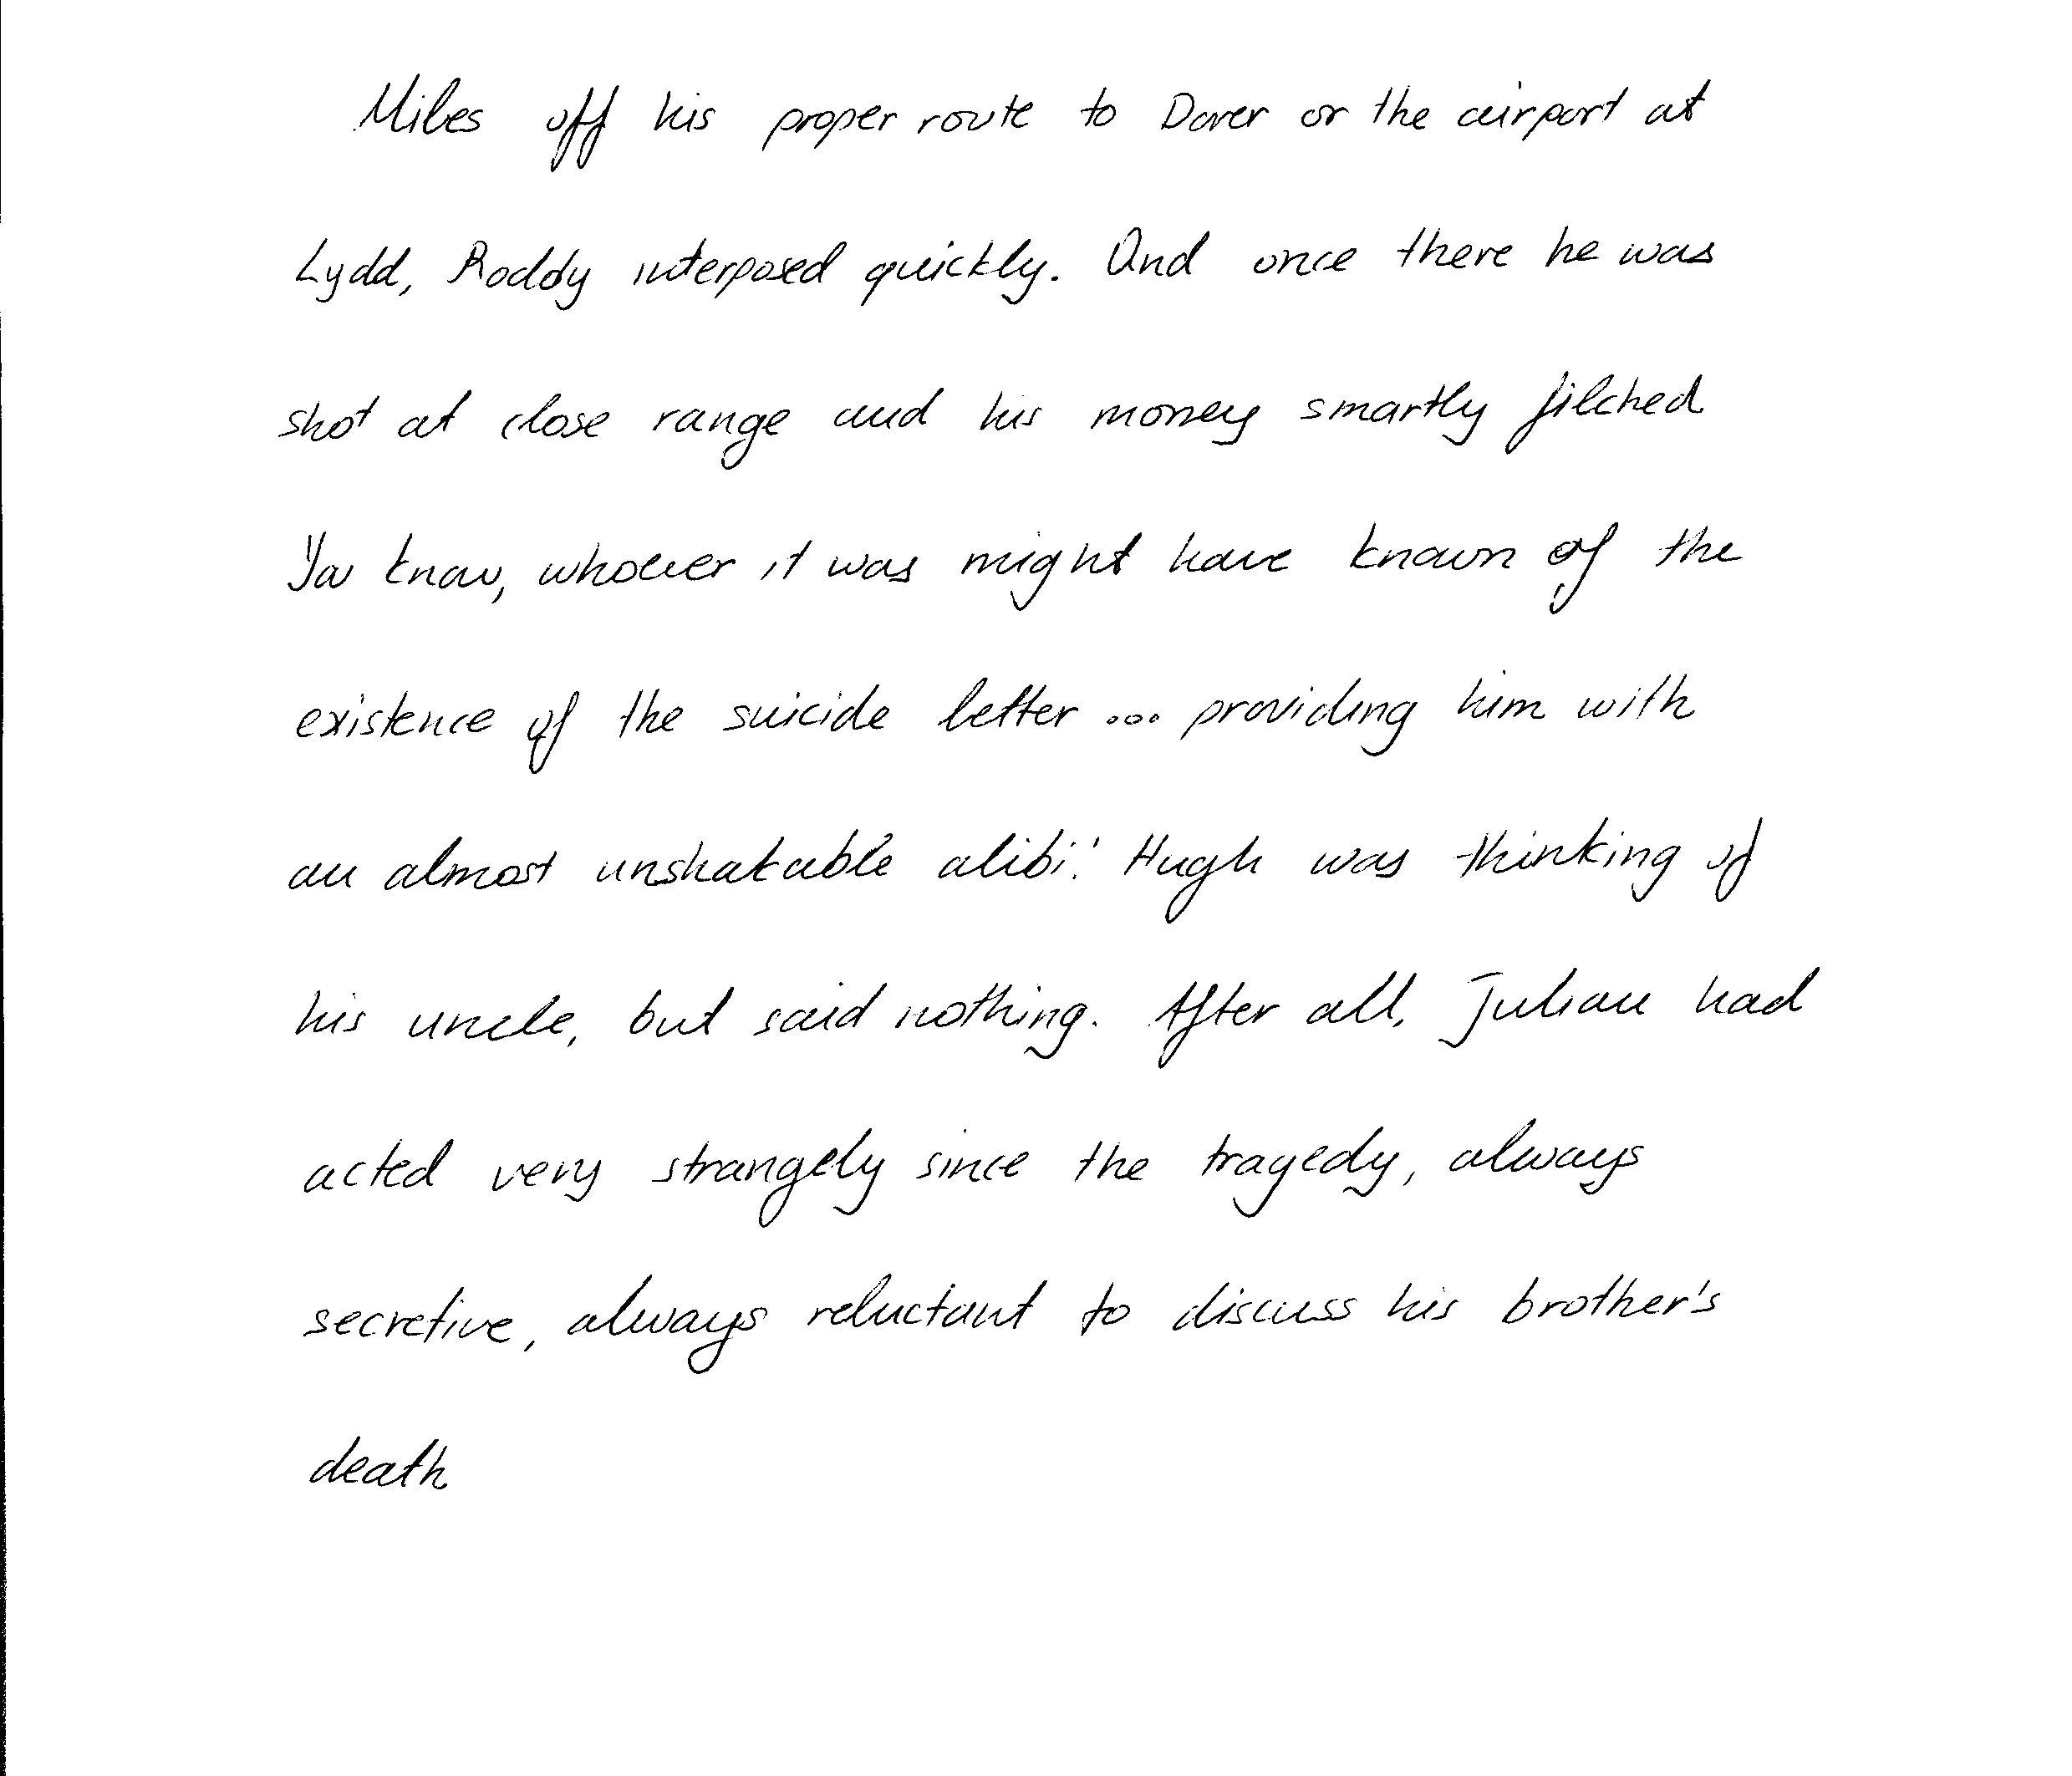 Miles off his proper route to Dover or the airport at
Lydd, Roddy interposed quickly. And once there he was
shot at close range and his money smartly filched
You know, whoever it was might have known of the
existence of the suicide letter ... providing him with
an almost unshakable alibi.' Hugh was thinking of
his uncle, but said nothing. After all, Julian had
acted very strangely since the tragedy, always
secretive, always reluctant to discuss his brother's
death